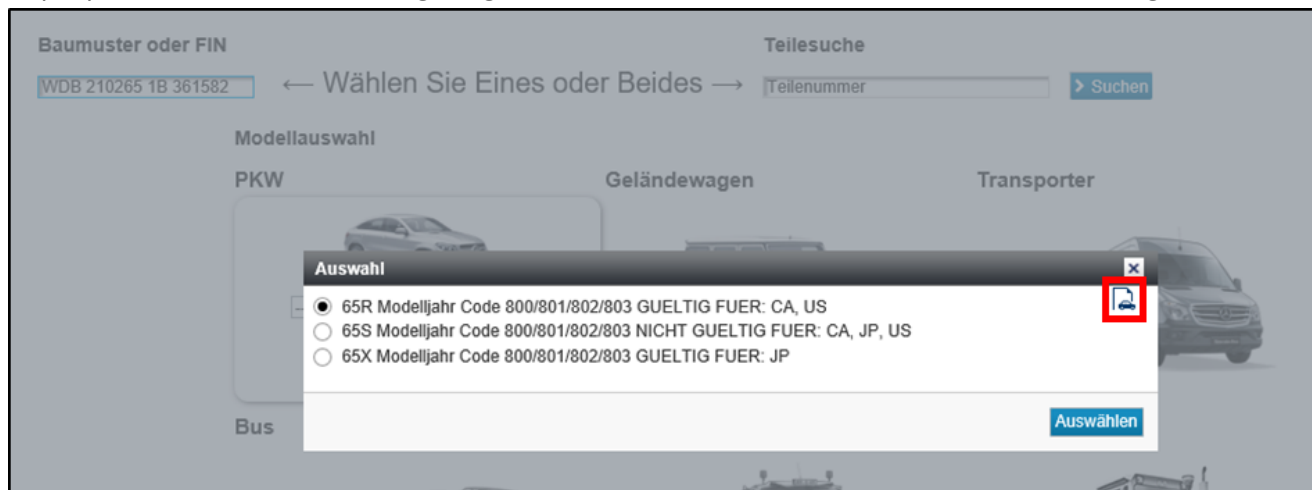 Baumuster oder FIN
Teilesuche
WDB 210265 1B 361582
← Wählen Sie Eines oder Beides →
Teilenummer
Suchen
Modellauswahl
PKW
Geländewagen
Transporter
Auswahl
65R Modelljahr Code 800/801/802/803 GUELTIG FUER: CA, US
65S Modelljahr Code 800/801/802/803 NICHT GUELTIG FUER: CA, JP, US
65X Modelljahr Code 800/801/802/803 GUELTIG FUER: JP
Auswählen
Bus